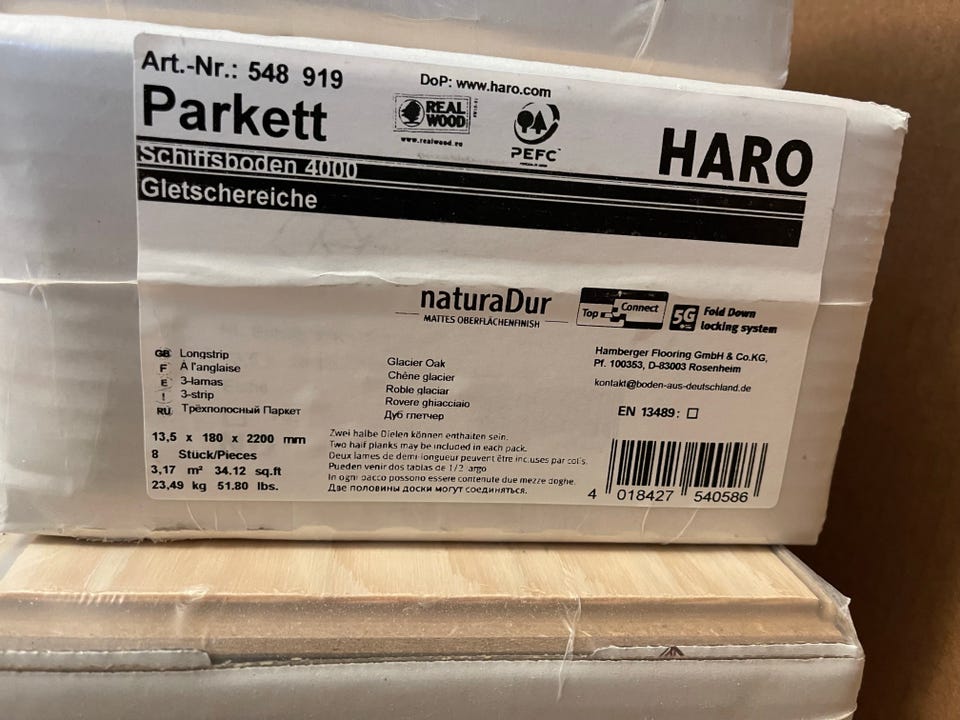 Art.-Nr.: 548 919
DoP: www.haro.com
Parkett
REAL WOOD
www.realwood.eu
PEFC
HARO
Schiffsboden 4000
Gletschereiche
naturaDur
MATTES OBERFLÄCHENFINISH
Top Connect
5G
Fold Down
locking system
GB Longstrip
F À l'anglaise
E 3-lamas
I 3-strip
RU Трёхполосный Паркет
Glacier Oak
Chêne glacier
Roble glaciar
Rovere ghiacciaio
Дуб глетчер
Hamberger Flooring GmbH & Co.KG,
Pf. 100353, D-83003 Rosenheim
kontakt@boden-aus-deutschland.de
EN 13489: □
13,5 x 180 x 2200 mm
8 Stück/Pieces
3,17 m² 34.12 sq.ft
23,49 kg 51.80 lbs.
Zwei halbe Dielen können enthalten sein.
Two half planks may be included in each pack.
Deux lames de demi longueur peuvent être incluses par colis.
Pueden venir dos tablas de 1/2 largo
In ogni pacco possono essere contenute due mezze doghe.
Две половины доски могут соединяться.
4 018427 540586